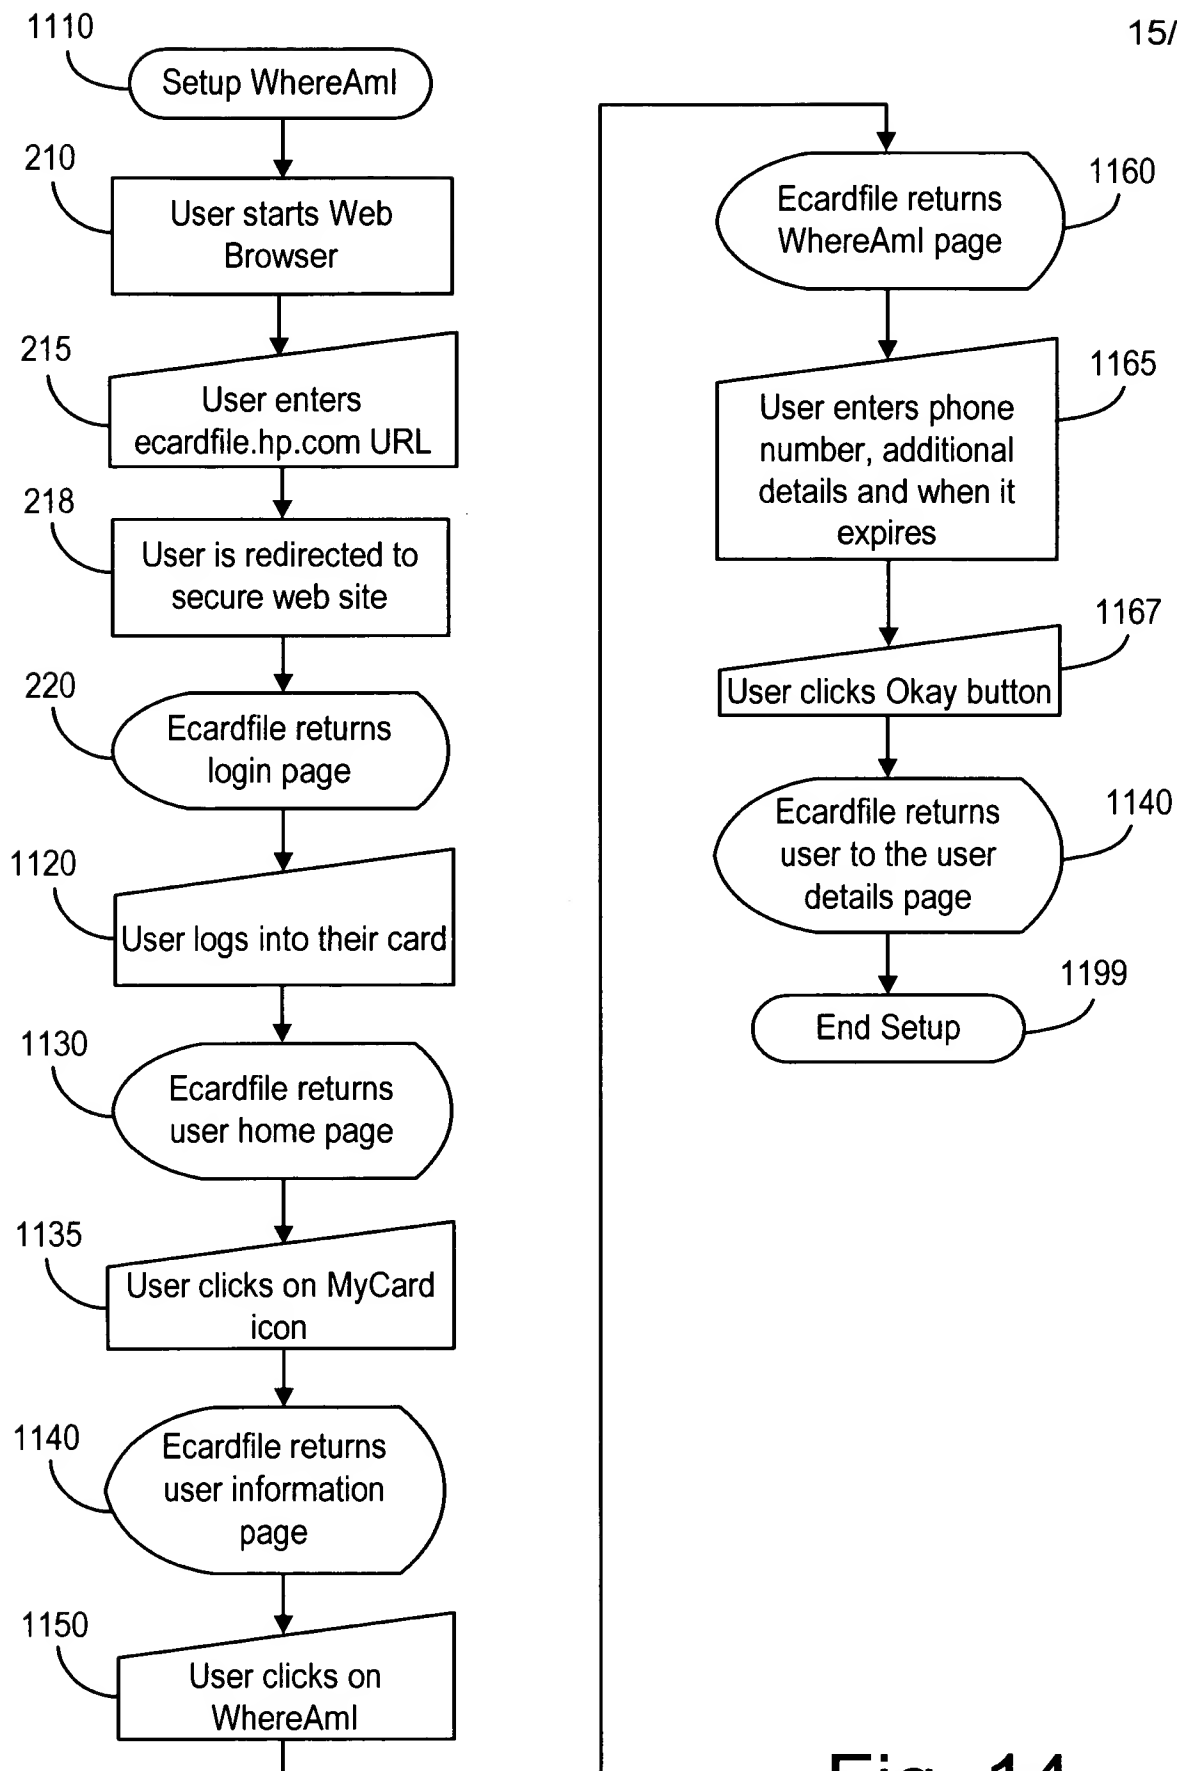 1110
Setup WhereAmI
210
User starts Web
Browser
215
User enters
ecardfile.hp.com URL
218
User is redirected to
secure web site
220
Ecardfile returns
login page
1120
User logs into their card
1130
Ecardfile returns
user home page
1135
User clicks on MyCard
icon
1140
Ecardfile returns
user information
page
1150
User clicks on
WhereAmI
15/
1160
Ecardfile returns
WhereAmI page
1165
User enters phone
number, additional
details and when it
expires
1167
User clicks Okay button
1140
Ecardfile returns
user to the user
details page
1199
End Setup
Fig. 14